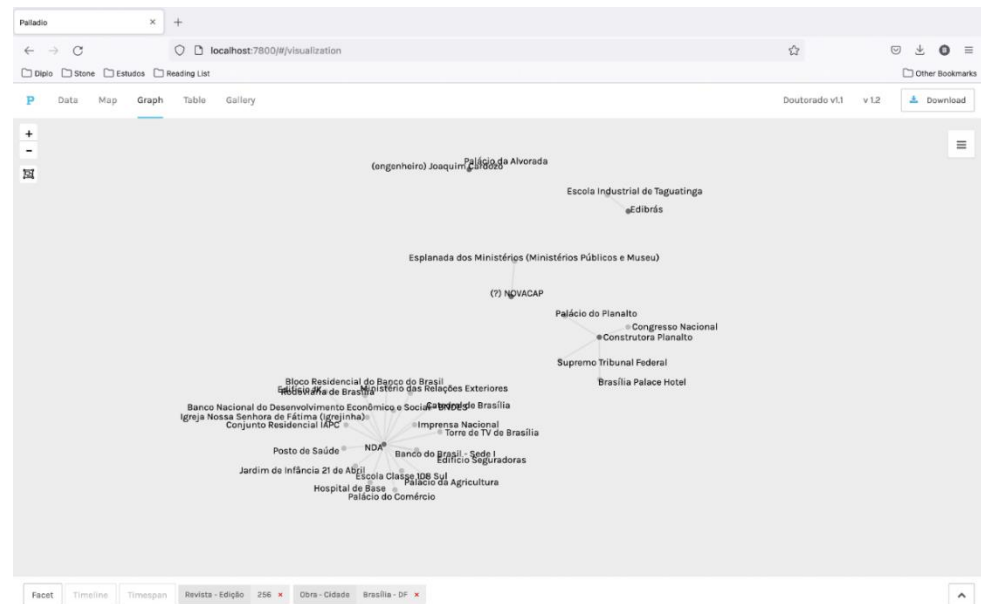 Palladio × +
localhost:7800/#/visualization
Diplo Stone Estudos Reading List Other Bookmarks
P Data Map Graph Table Gallery Doutorado v1.1 v 1.2 Download
+
-
Palácio da Alvorada
(engenheiro) Joaquim Cardozo
Escola Industrial de Taguatinga
Edibrás
Esplanada dos Ministérios (Ministérios Públicos e Museu)
(?) NOVACAP
Palácio do Planalto
Congresso Nacional
Construtora Planalto
Supremo Tribunal Federal
Brasília Palace Hotel
Bloco Residencial do Banco do Brasil
Edifício JK
Ministério das Relações Exteriores
Rodoviária de Brasília
Catedral de Brasília
Banco Nacional do Desenvolvimento Econômico e Social - BNDES
Igreja Nossa Senhora de Fátima (Igrejinha)
Conjunto Residencial IAPC
Imprensa Nacional
Torre de TV de Brasília
NDA
Posto de Saúde
Banco do Brasil - Sede I
Edifício Seguradoras
Jardim de Infância 21 de Abril
Escola Classe 108 Sul
Palácio da Agricultura
Hospital de Base
Palácio do Comércio
Facet Timeline Timespan Revista - Edição 256 × Obra - Cidade Brasília - DF ×